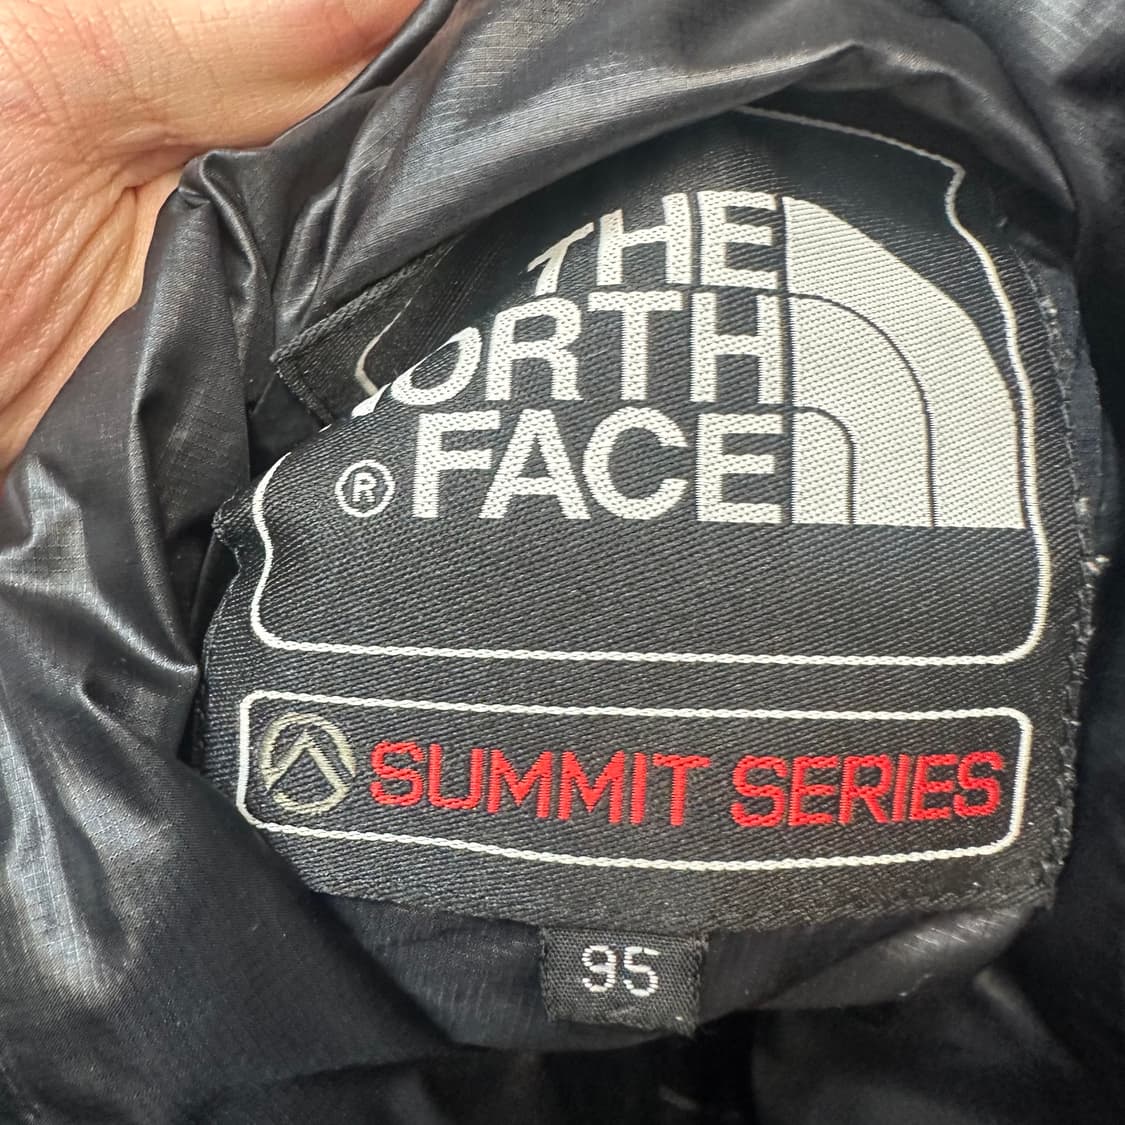 THE
NORTH
® FACE
SUMMIT SERIES
95